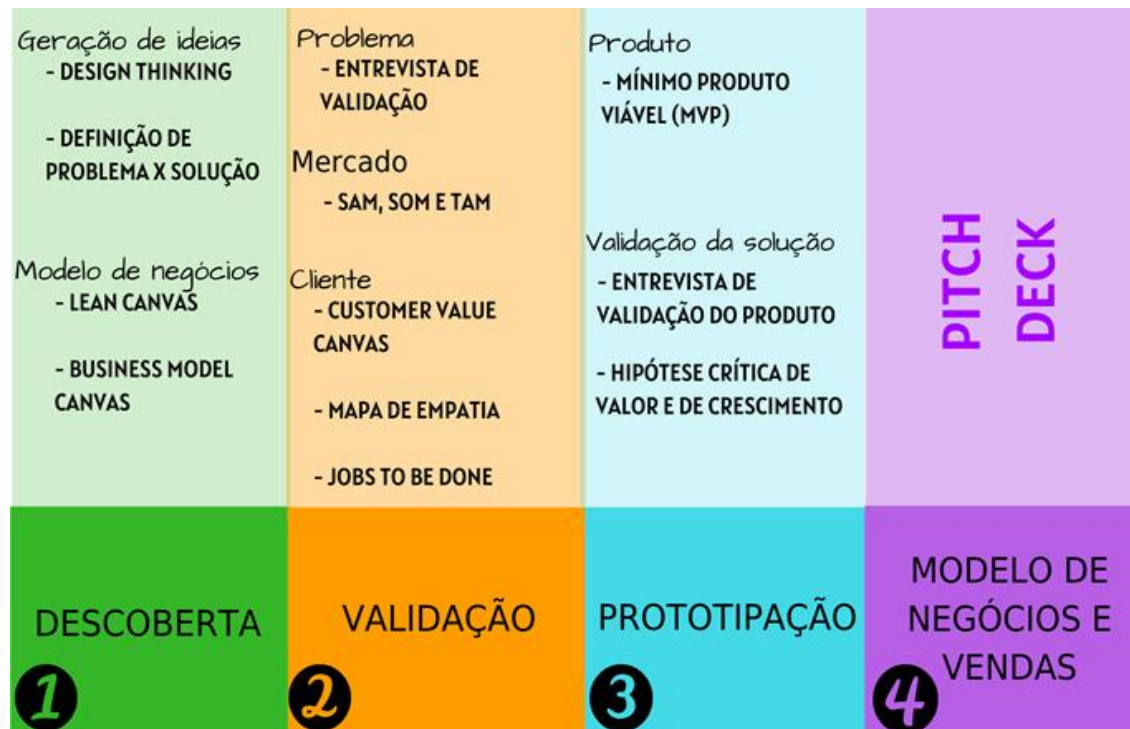 Geração de ideias
- DESIGN THINKING
- DEFINIÇÃO DE
PROBLEMA X SOLUÇÃO
Modelo de negócios
- LEAN CANVAS
- BUSINESS MODEL
CANVAS
DESCOBERTA
1
Problema
- ENTREVISTA DE
VALIDAÇÃO
Mercado
- SAM, SOM E TAM
Cliente
- CUSTOMER VALUE
CANVAS
- MAPA DE EMPATIA
- JOBS TO BE DONE
VALIDAÇÃO
2
Produto
- MÍNIMO PRODUTO
VIÁVEL (MVP)
Validação da solução
- ENTREVISTA DE
VALIDAÇÃO DO PRODUTO
- HIPÓTESE CRÍTICA DE
VALOR E DE CRESCIMENTO
PROTOTIPAÇÃO
3
PITCH
DECK
MODELO DE
NEGÓCIOS E
VENDAS
4